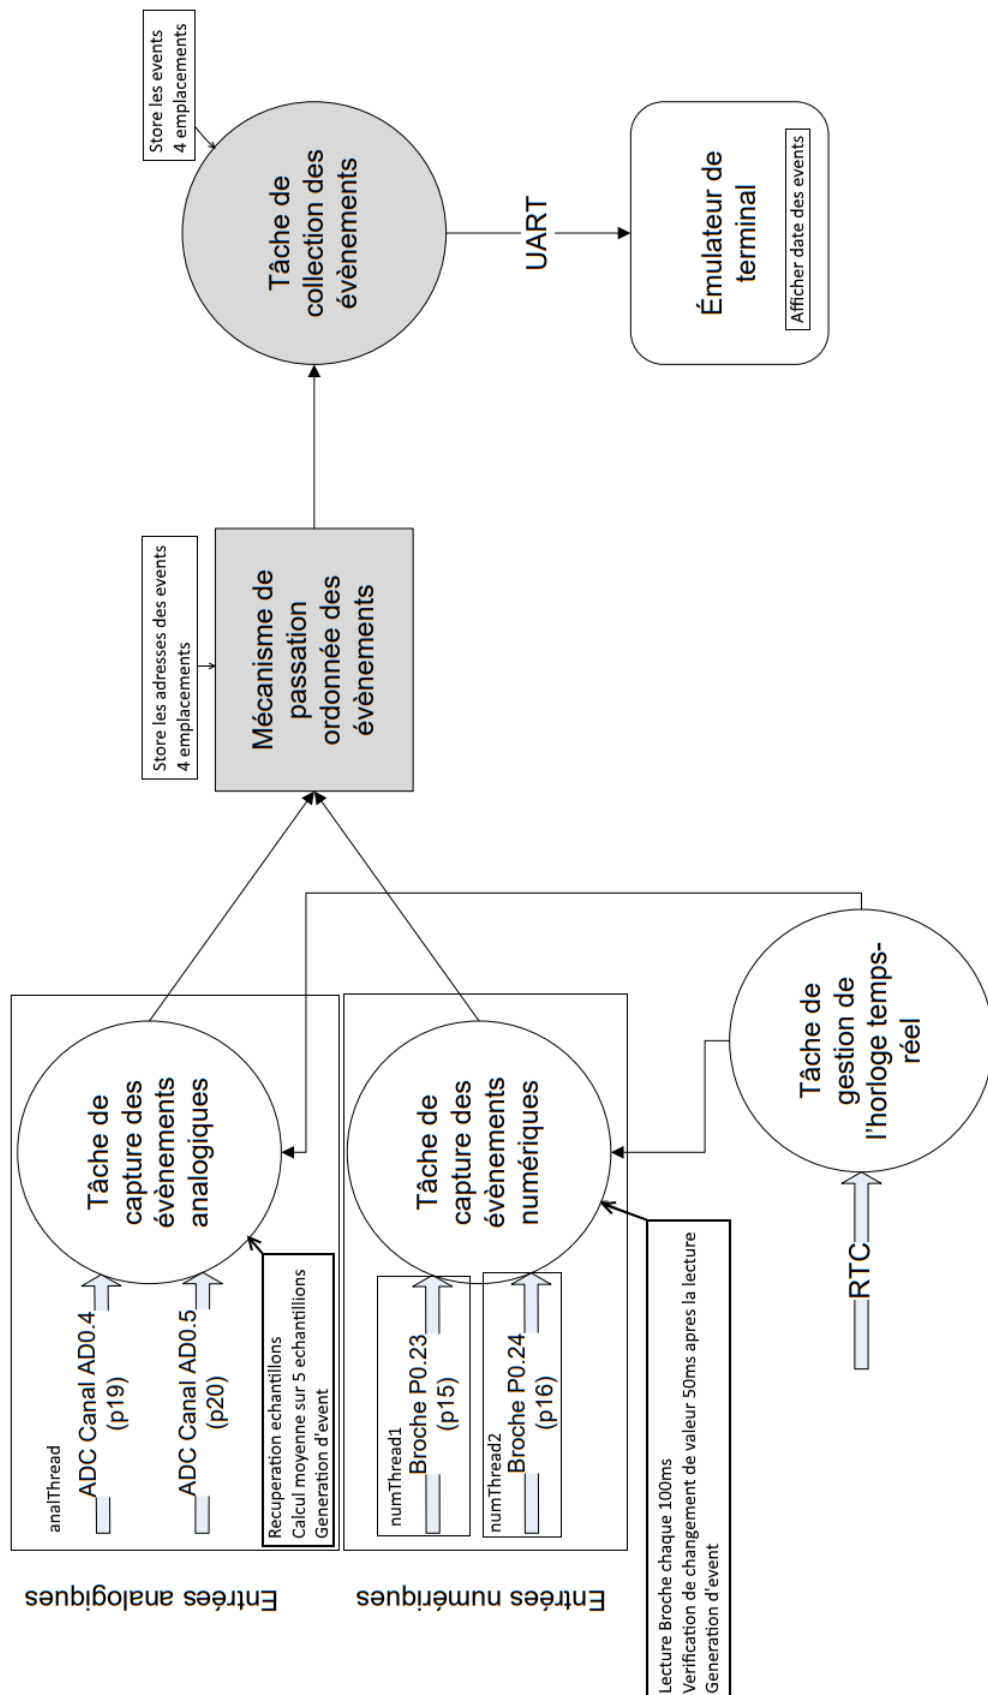 Entrées analogiques
analThread
ADC Canal AD0.4
(p19)
ADC Canal AD0.5
(p20)
Tâche de
capture des
évènements
analogiques
Recuperation echantillons
Calcul moyenne sur 5 echantillions
Generation d'event
Entrées numériques
numThread1
Broche P0.23
(p15)
numThread2
Broche P0.24
(p16)
Tâche de
capture des
évènements
numériques
Lecture Broche chaque 100ms
Verification de changement de valeur 50ms apres la lecture
Generation d'event
RTC
Tâche de
gestion de
l'horloge temps-
réel
Store les adresses des events
4 emplacements
Mécanisme de
passation
ordonnée des
évènements
Store les events
4 emplacements
Tâche de
collection des
évènements
UART
Émulateur de
terminal
Afficher date des events